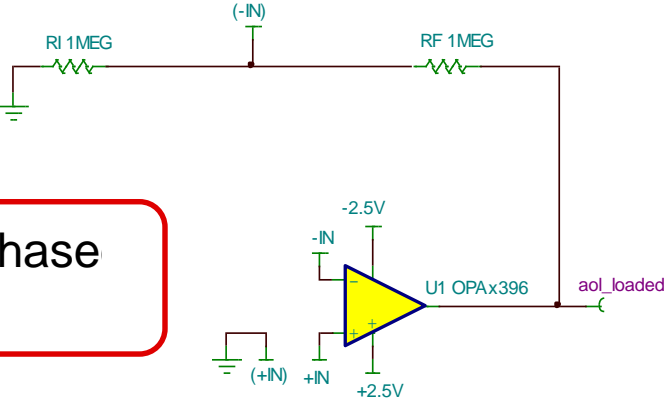 (-IN)
RI 1MEG
RF 1MEG
hase
-2.5V
-IN
U1 OPAx396
aol_loaded
(+IN)
+IN
+2.5V